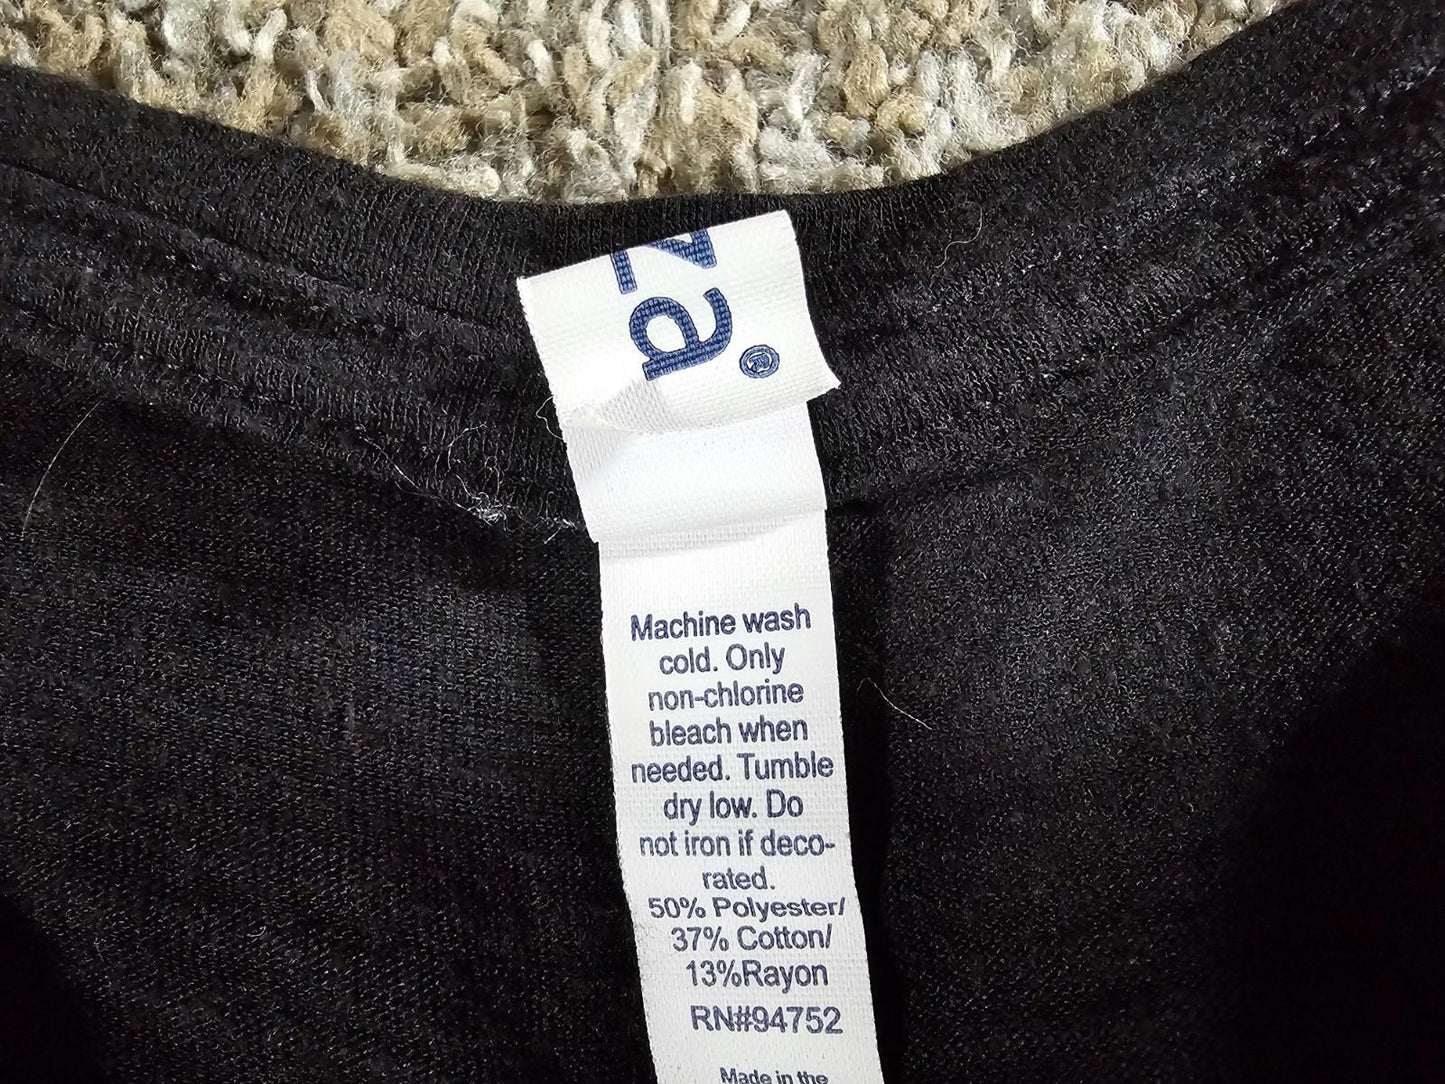 za®
Machine wash
cold. Only
non-chlorine
bleach when
needed. Tumble
dry low. Do
not iron if deco-
rated.
50% Polyester/
37% Cotton/
13%Rayon
RN#94752
Made in the